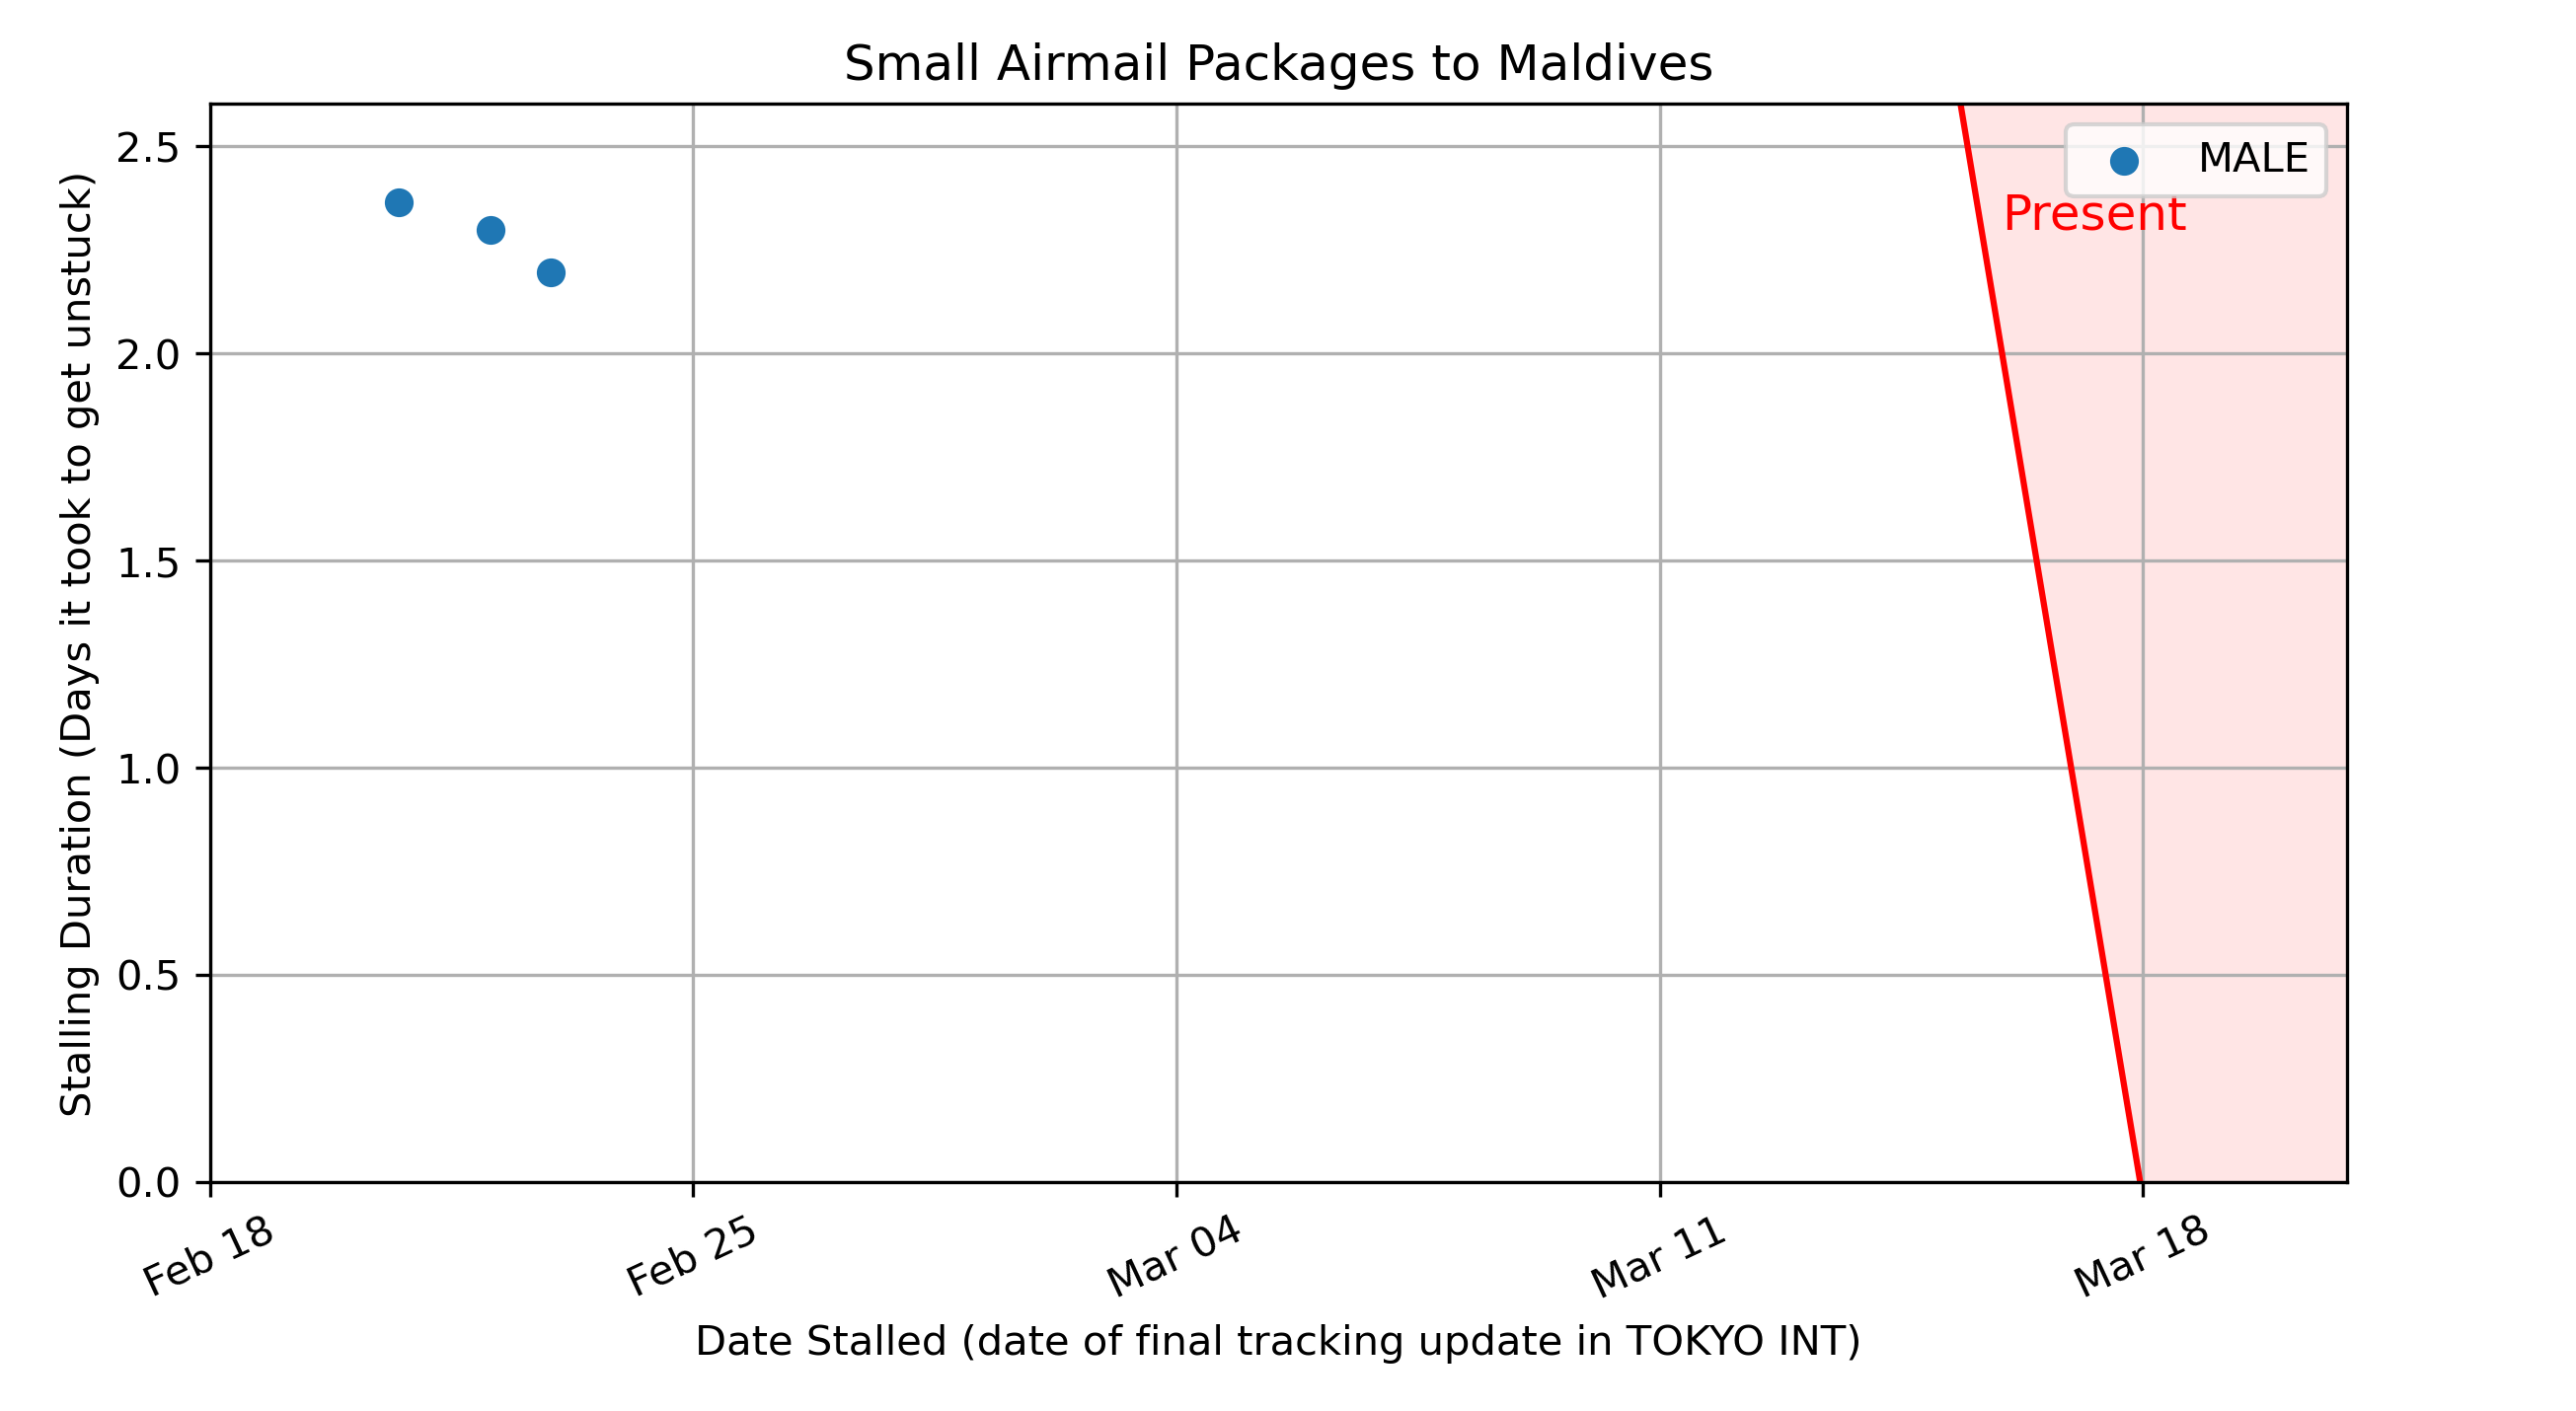 Small Airmail Packages to Maldives
Stalling Duration (Days it took to get unstuck)
2.5
2.0
1.5
1.0
0.5
0.0
MALE
Present
Feb 18
Feb 25
Mar 04
Mar 11
Mar 18
Date Stalled (date of final tracking update in TOKYO INT)